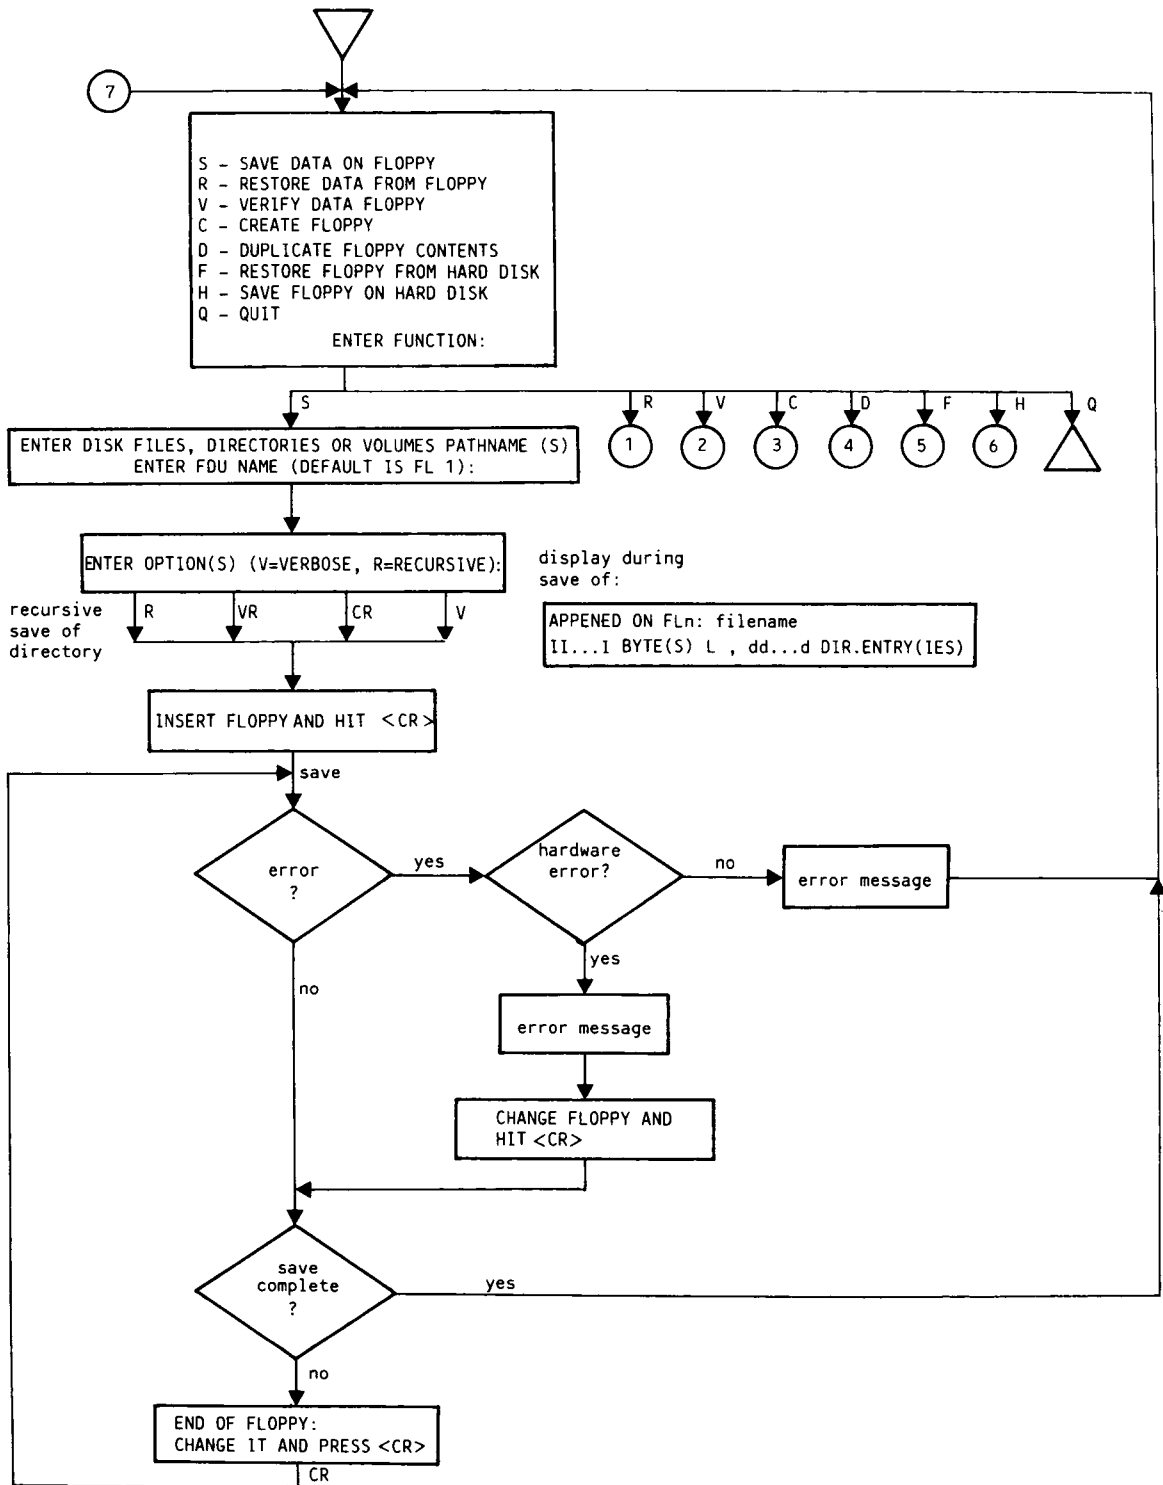 7
S - SAVE DATA ON FLOPPY
R - RESTORE DATA FROM FLOPPY
V - VERIFY DATA FLOPPY
C - CREATE FLOPPY
D - DUPLICATE FLOPPY CONTENTS
F - RESTORE FLOPPY FROM HARD DISK
H - SAVE FLOPPY ON HARD DISK
Q - QUIT
ENTER FUNCTION:
S
R
V
C
D
F
H
Q
ENTER DISK FILES, DIRECTORIES OR VOLUMES PATHNAME (S)
ENTER FDU NAME (DEFAULT IS FL 1):
1
2
3
4
5
6
ENTER OPTION(S) (V=VERBOSE, R=RECURSIVE):
display during
save of:
recursive
save of
directory
R
VR
CR
V
APPENED ON FLn: filename
II...I BYTE(S) L , dd...d DIR.ENTRY(IES)
INSERT FLOPPY AND HIT <CR>
save
error
?
yes
hardware
error?
no
error message
no
yes
error message
CHANGE FLOPPY AND
HIT <CR>
save
complete
?
yes
no
END OF FLOPPY:
CHANGE IT AND PRESS <CR>
CR